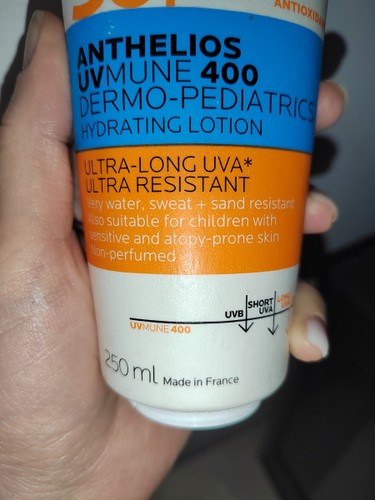 ANTHELIOS
UVMUNE 400
DERMO-PEDIATRICS
HYDRATING LOTION
ULTRA-LONG UVA*
ULTRA RESISTANT
very water, sweat + sand resistant
Also suitable for children with
sensitive and atopy-prone skin
Non-perfumed
UVB
SHORT
UVA
LONG
UVMUNE 400
250 ml Made in France